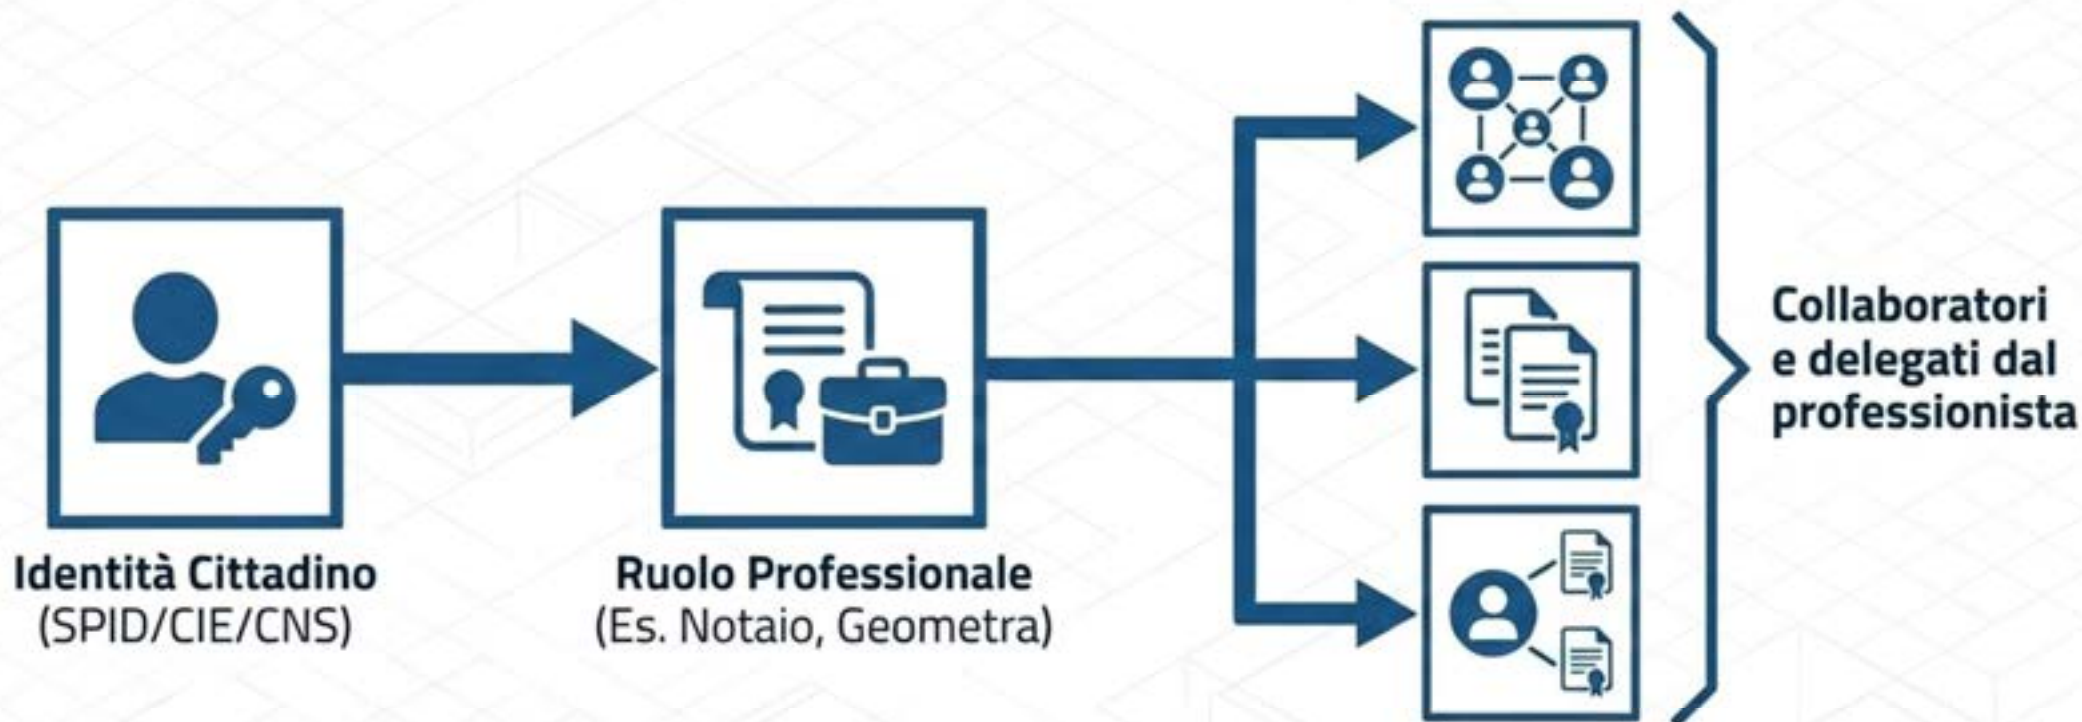 Identità Cittadino
(SPID/CIE/CNS)
Ruolo Professionale
(Es. Notaio, Geometra)
Collaboratori
e delegati dal
professionista